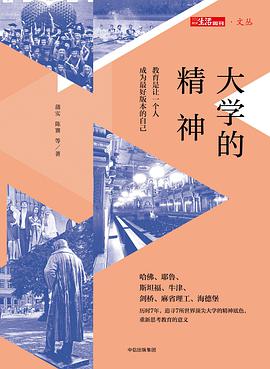 三联生活周刊·文丛
大学的
精神
教育是让一个人
成为最好版本的自己
蒲实 陈赛 等/著
哈佛、耶鲁、
斯坦福、牛津、
剑桥、麻省理工、海德堡
历时7年，追寻7所世界顶尖大学的精神底色，
重新思考教育的意义
中信出版集团